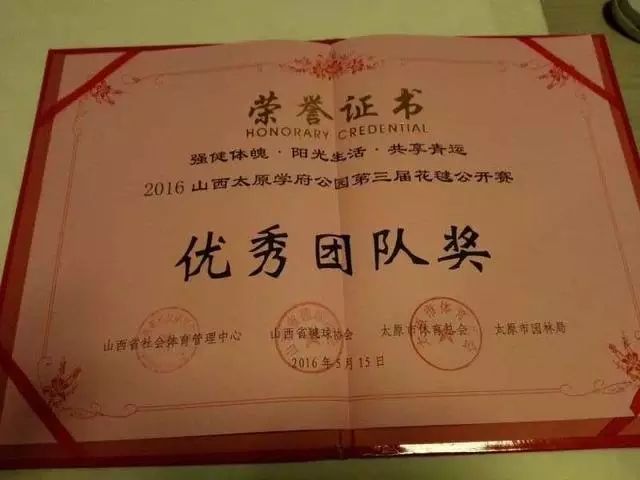 荣誉证书
HONORARY CREDENTIAL
强健体魄·阳光生活·共享青运
2016山西太原学府公园第三届花毽公开赛
优秀团队奖
山西省社会体育管理中心 山西省毽球协会 太原市体育总会 太原市园林局
2016年5月15日